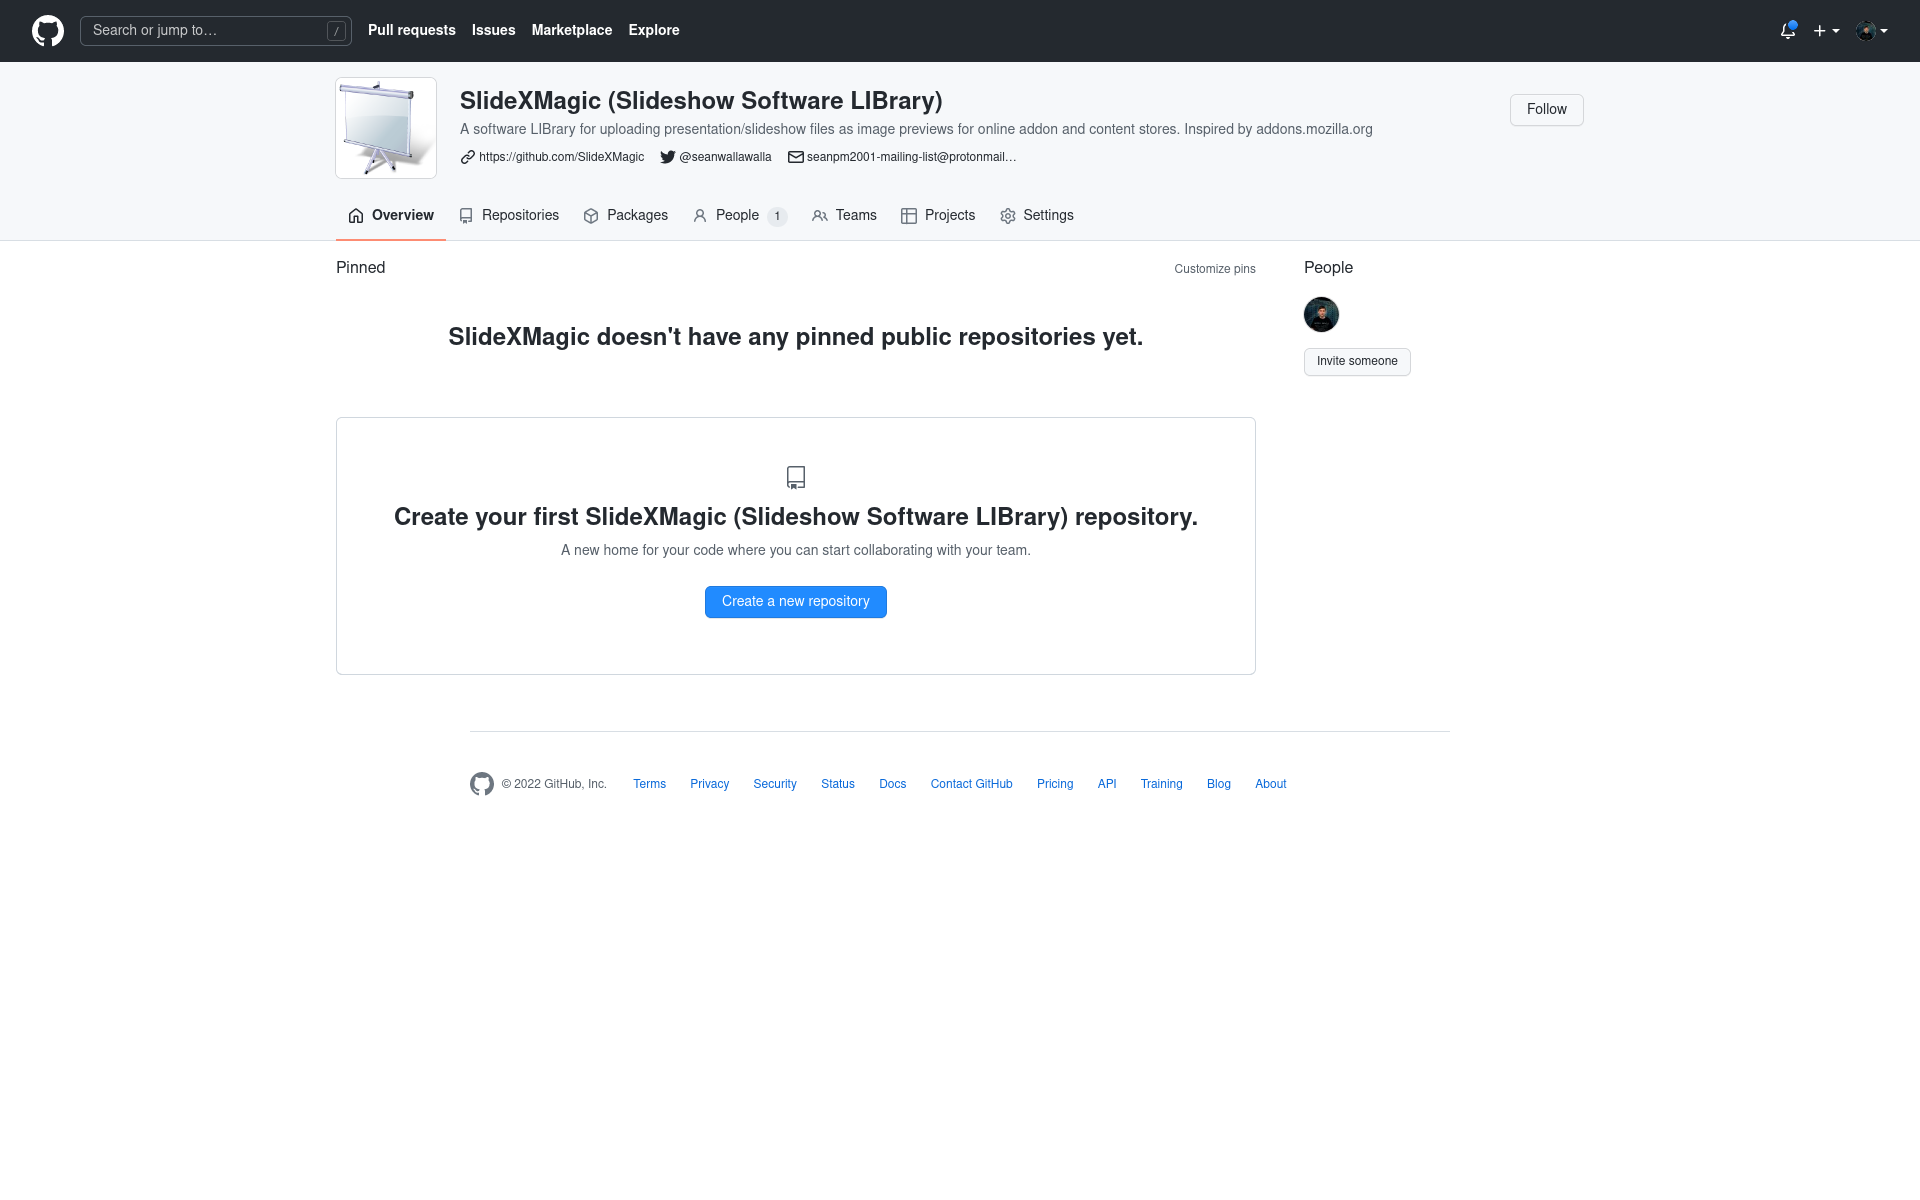 Search or jump to…
/
Pull requests
Issues
Marketplace
Explore
SlideXMagic (Slideshow Software LIBrary)
A software LIBrary for uploading presentation/slideshow files as image previews for online addon and content stores. Inspired by addons.mozilla.org
https://github.com/SlideXMagic
@seanwallawalla
seanpm2001-mailing-list@protonmail…
Follow
Overview
Repositories
Packages
People 1
Teams
Projects
Settings
Pinned
Customize pins
SlideXMagic doesn't have any pinned public repositories yet.
Create your first SlideXMagic (Slideshow Software LIBrary) repository.
A new home for your code where you can start collaborating with your team.
Create a new repository
People
Invite someone
© 2022 GitHub, Inc.
Terms
Privacy
Security
Status
Docs
Contact GitHub
Pricing
API
Training
Blog
About